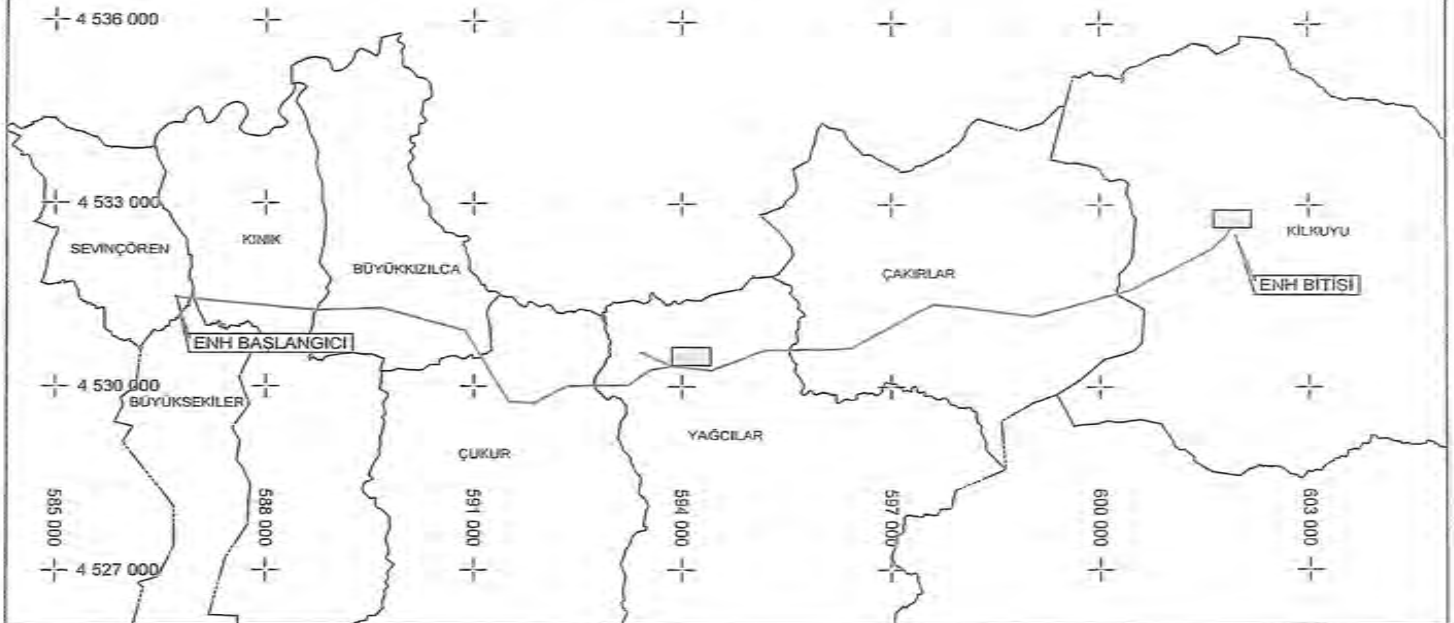 4 536 000
4 533 000
SEVİNÇÖREN
KINIK
BÜYÜKKIZILCA
ÇAKIRLAR
KİLKUYU
ENH BİTİŞİ
ENH BAŞLANGICI
4 530 000
BÜYÜKSEKİLER
ÇUKUR
YAĞCILAR
585 000
588 000
591 000
594 000
597 000
600 000
603 000
4 527 000